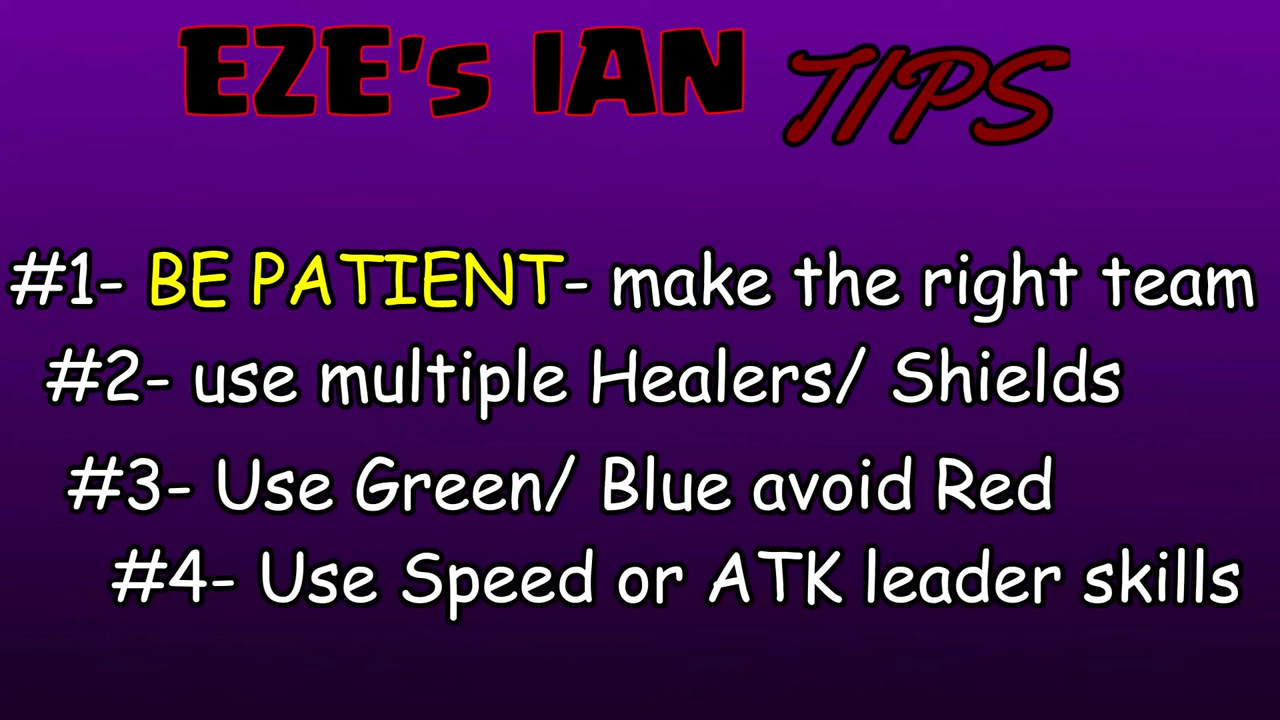 EZE's IAN TIPS
#1- BE PATIENT- make the right team
#2- use multiple Healers/ Shields
#3- Use Green/ Blue avoid Red
#4- Use Speed or ATK leader skills